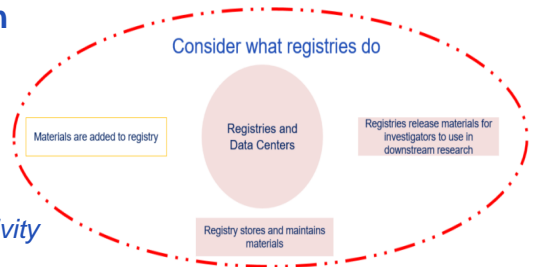 n
Consider what registries do
Materials are added to registry
Registries and
Data Centers
Registries release materials for
investigators to use in
downstream research
ivity
Registry stores and maintains
materials